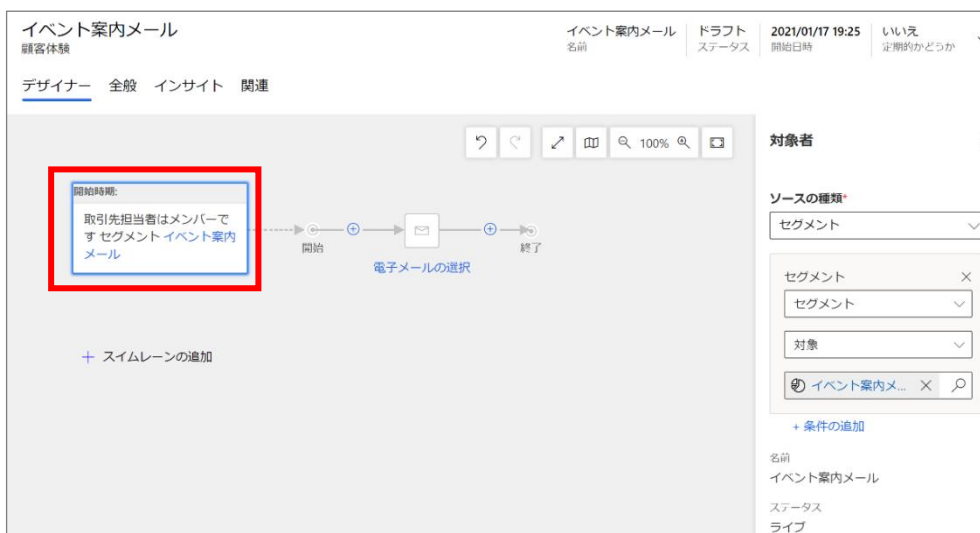 イベント案内メール
顧客体験
イベント案内メール
名前
ドラフト
ステータス
2021/01/17 19:25
開始日時
いいえ
定期的かどうか
デザイナー 全般 インサイト 関連
100%
開始時期:
取引先担当者はメンバーで
す セグメント イベント案内
メール
開始
電子メールの選択
終了
+ スイムレーンの追加
対象者
ソースの種類*
セグメント
セグメント
セグメント
対象
イベント案内メ...
+ 条件の追加
名前
イベント案内メール
ステータス
ライブ